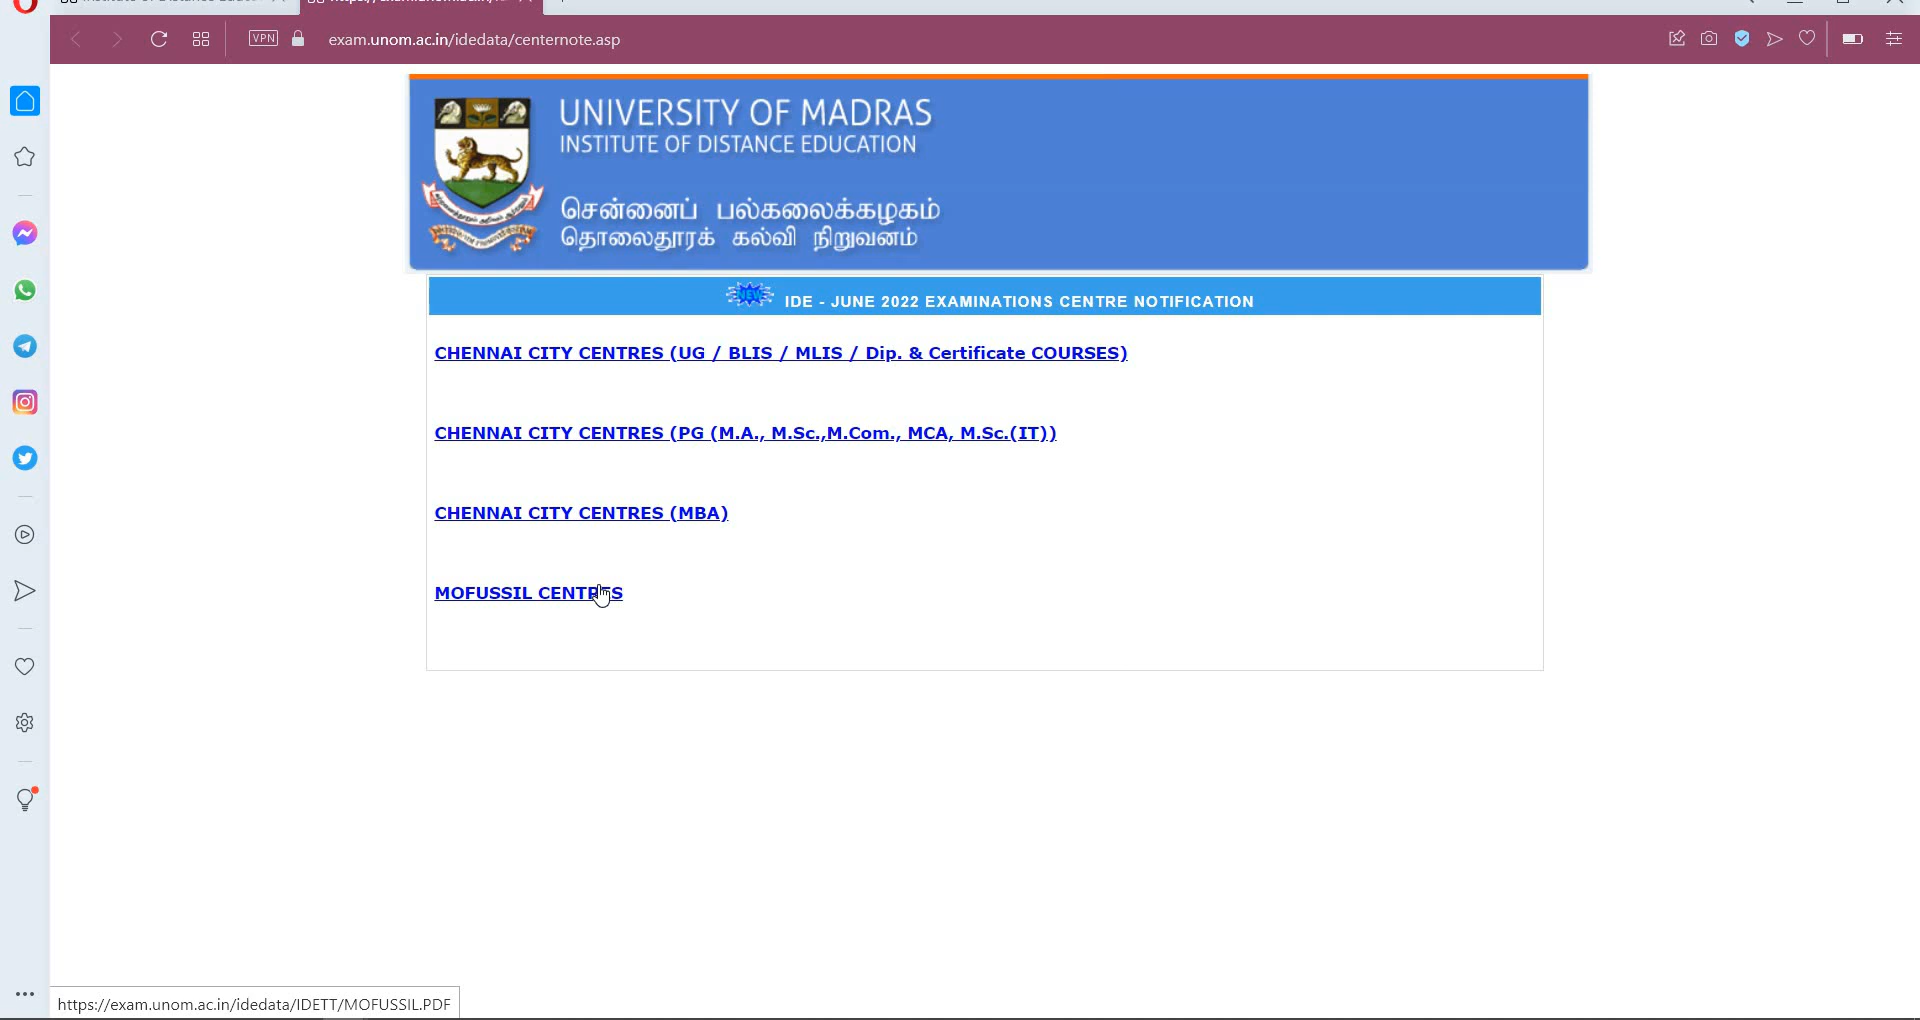 VPN
exam.unom.ac.in/idedata/centernote.asp
UNIVERSITY OF MADRAS
INSTITUTE OF DISTANCE EDUCATION
சென்னைப் பல்கலைக்கழகம்
தொலைதூரக் கல்வி நிறுவனம்
NEW IDE - JUNE 2022 EXAMINATIONS CENTRE NOTIFICATION
CHENNAI CITY CENTRES (UG / BLIS / MLIS / Dip. & Certificate COURSES)
CHENNAI CITY CENTRES (PG (M.A., M.Sc.,M.Com., MCA, M.Sc.(IT))
CHENNAI CITY CENTRES (MBA)
MOFUSSIL CENTRES
https://exam.unom.ac.in/idedata/IDETT/MOFUSSIL.PDF